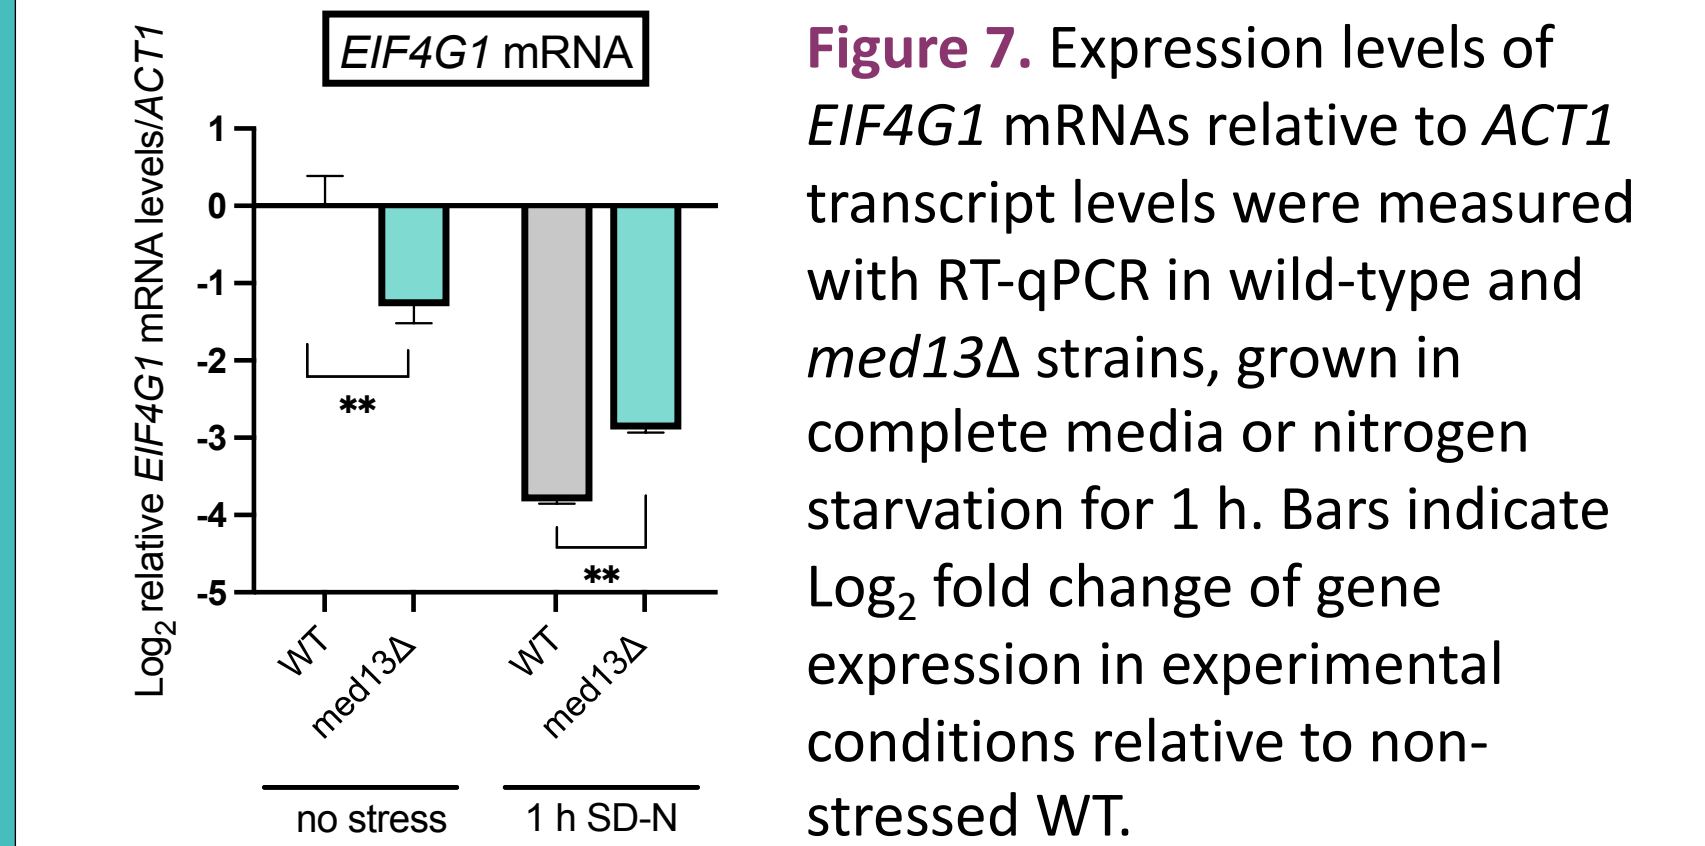 EIF4G1 mRNA
Log2 relative EIF4G1 mRNA levels/ACT1
1
0
-1
-2
-3
-4
-5
**
**
WT
med13Δ
WT
med13Δ
no stress
1 h SD-N
Figure 7. Expression levels of
EIF4G1 mRNAs relative to ACT1
transcript levels were measured
with RT-qPCR in wild-type and
med13Δ strains, grown in
complete media or nitrogen
starvation for 1 h. Bars indicate
Log2 fold change of gene
expression in experimental
conditions relative to non-
stressed WT.